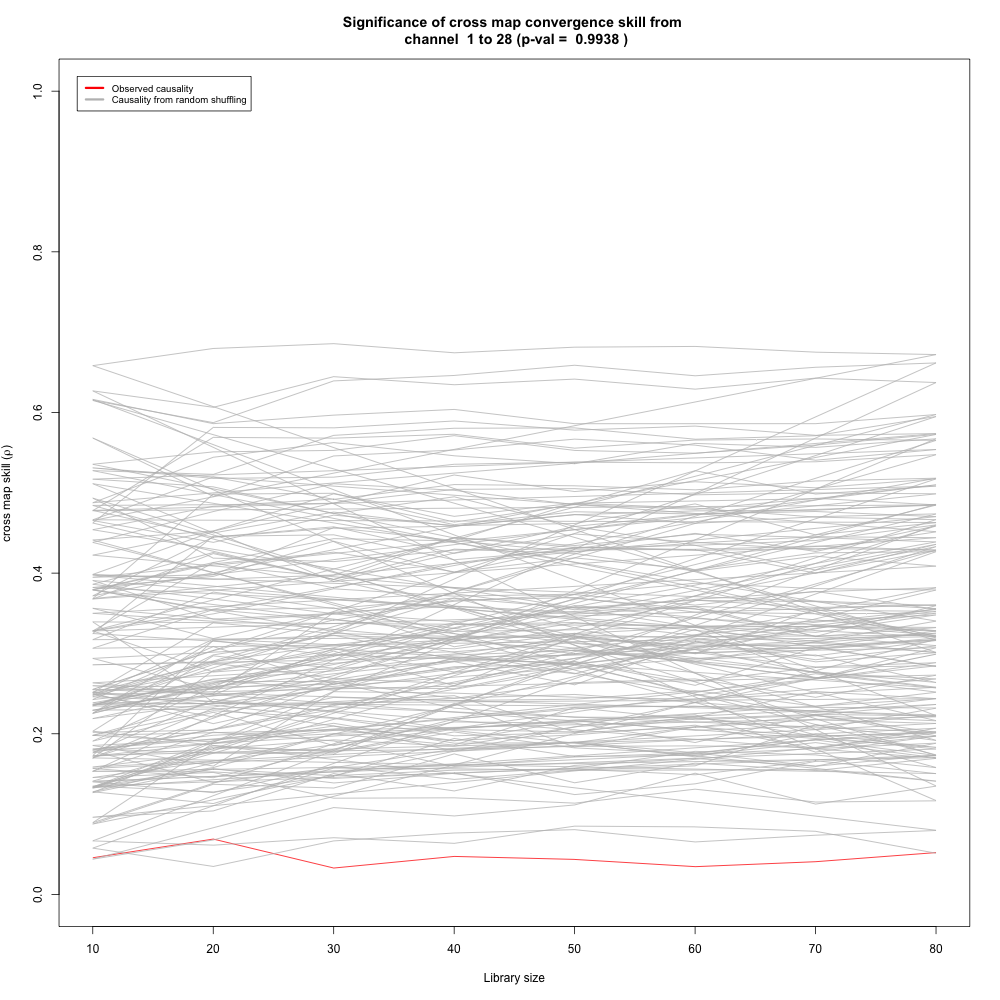 Significance of cross map convergence skill from
channel  1 to 28 (p-val =  0.9938 )
Observed causality
Causality from random shuffling
1.0
0.8
0.6
0.4
0.2
0.0
cross map skill (ρ)
10 20 30 40 50 60 70 80
Library size